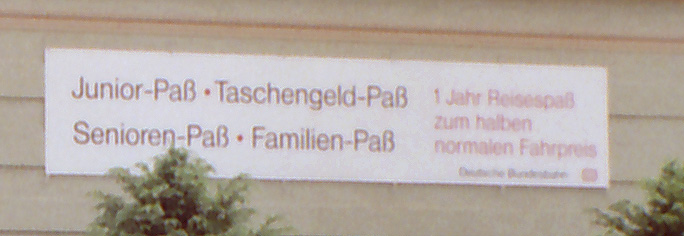 Junior-Paß • Taschengeld-Paß
Senioren-Paß • Familien-Paß
1 Jahr Reisespaß
zum halben
normalen Fahrpreis
Deutsche Bundesbahn